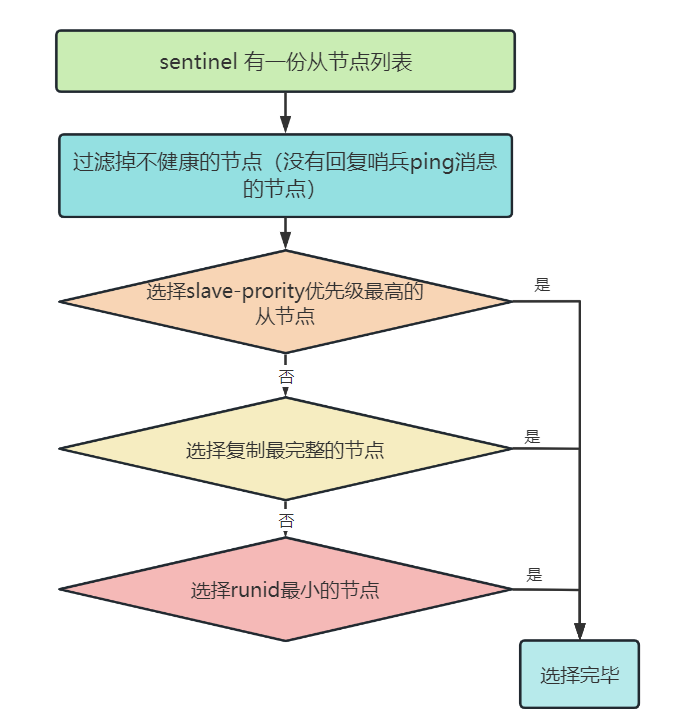 sentinel 有一份从节点列表
过滤掉不健康的节点（没有回复哨兵ping消息
的节点）
选择slave-prority优先级最高的
从节点
是
否
选择复制最完整的节点
是
否
选择runid最小的节点
是
选择完毕